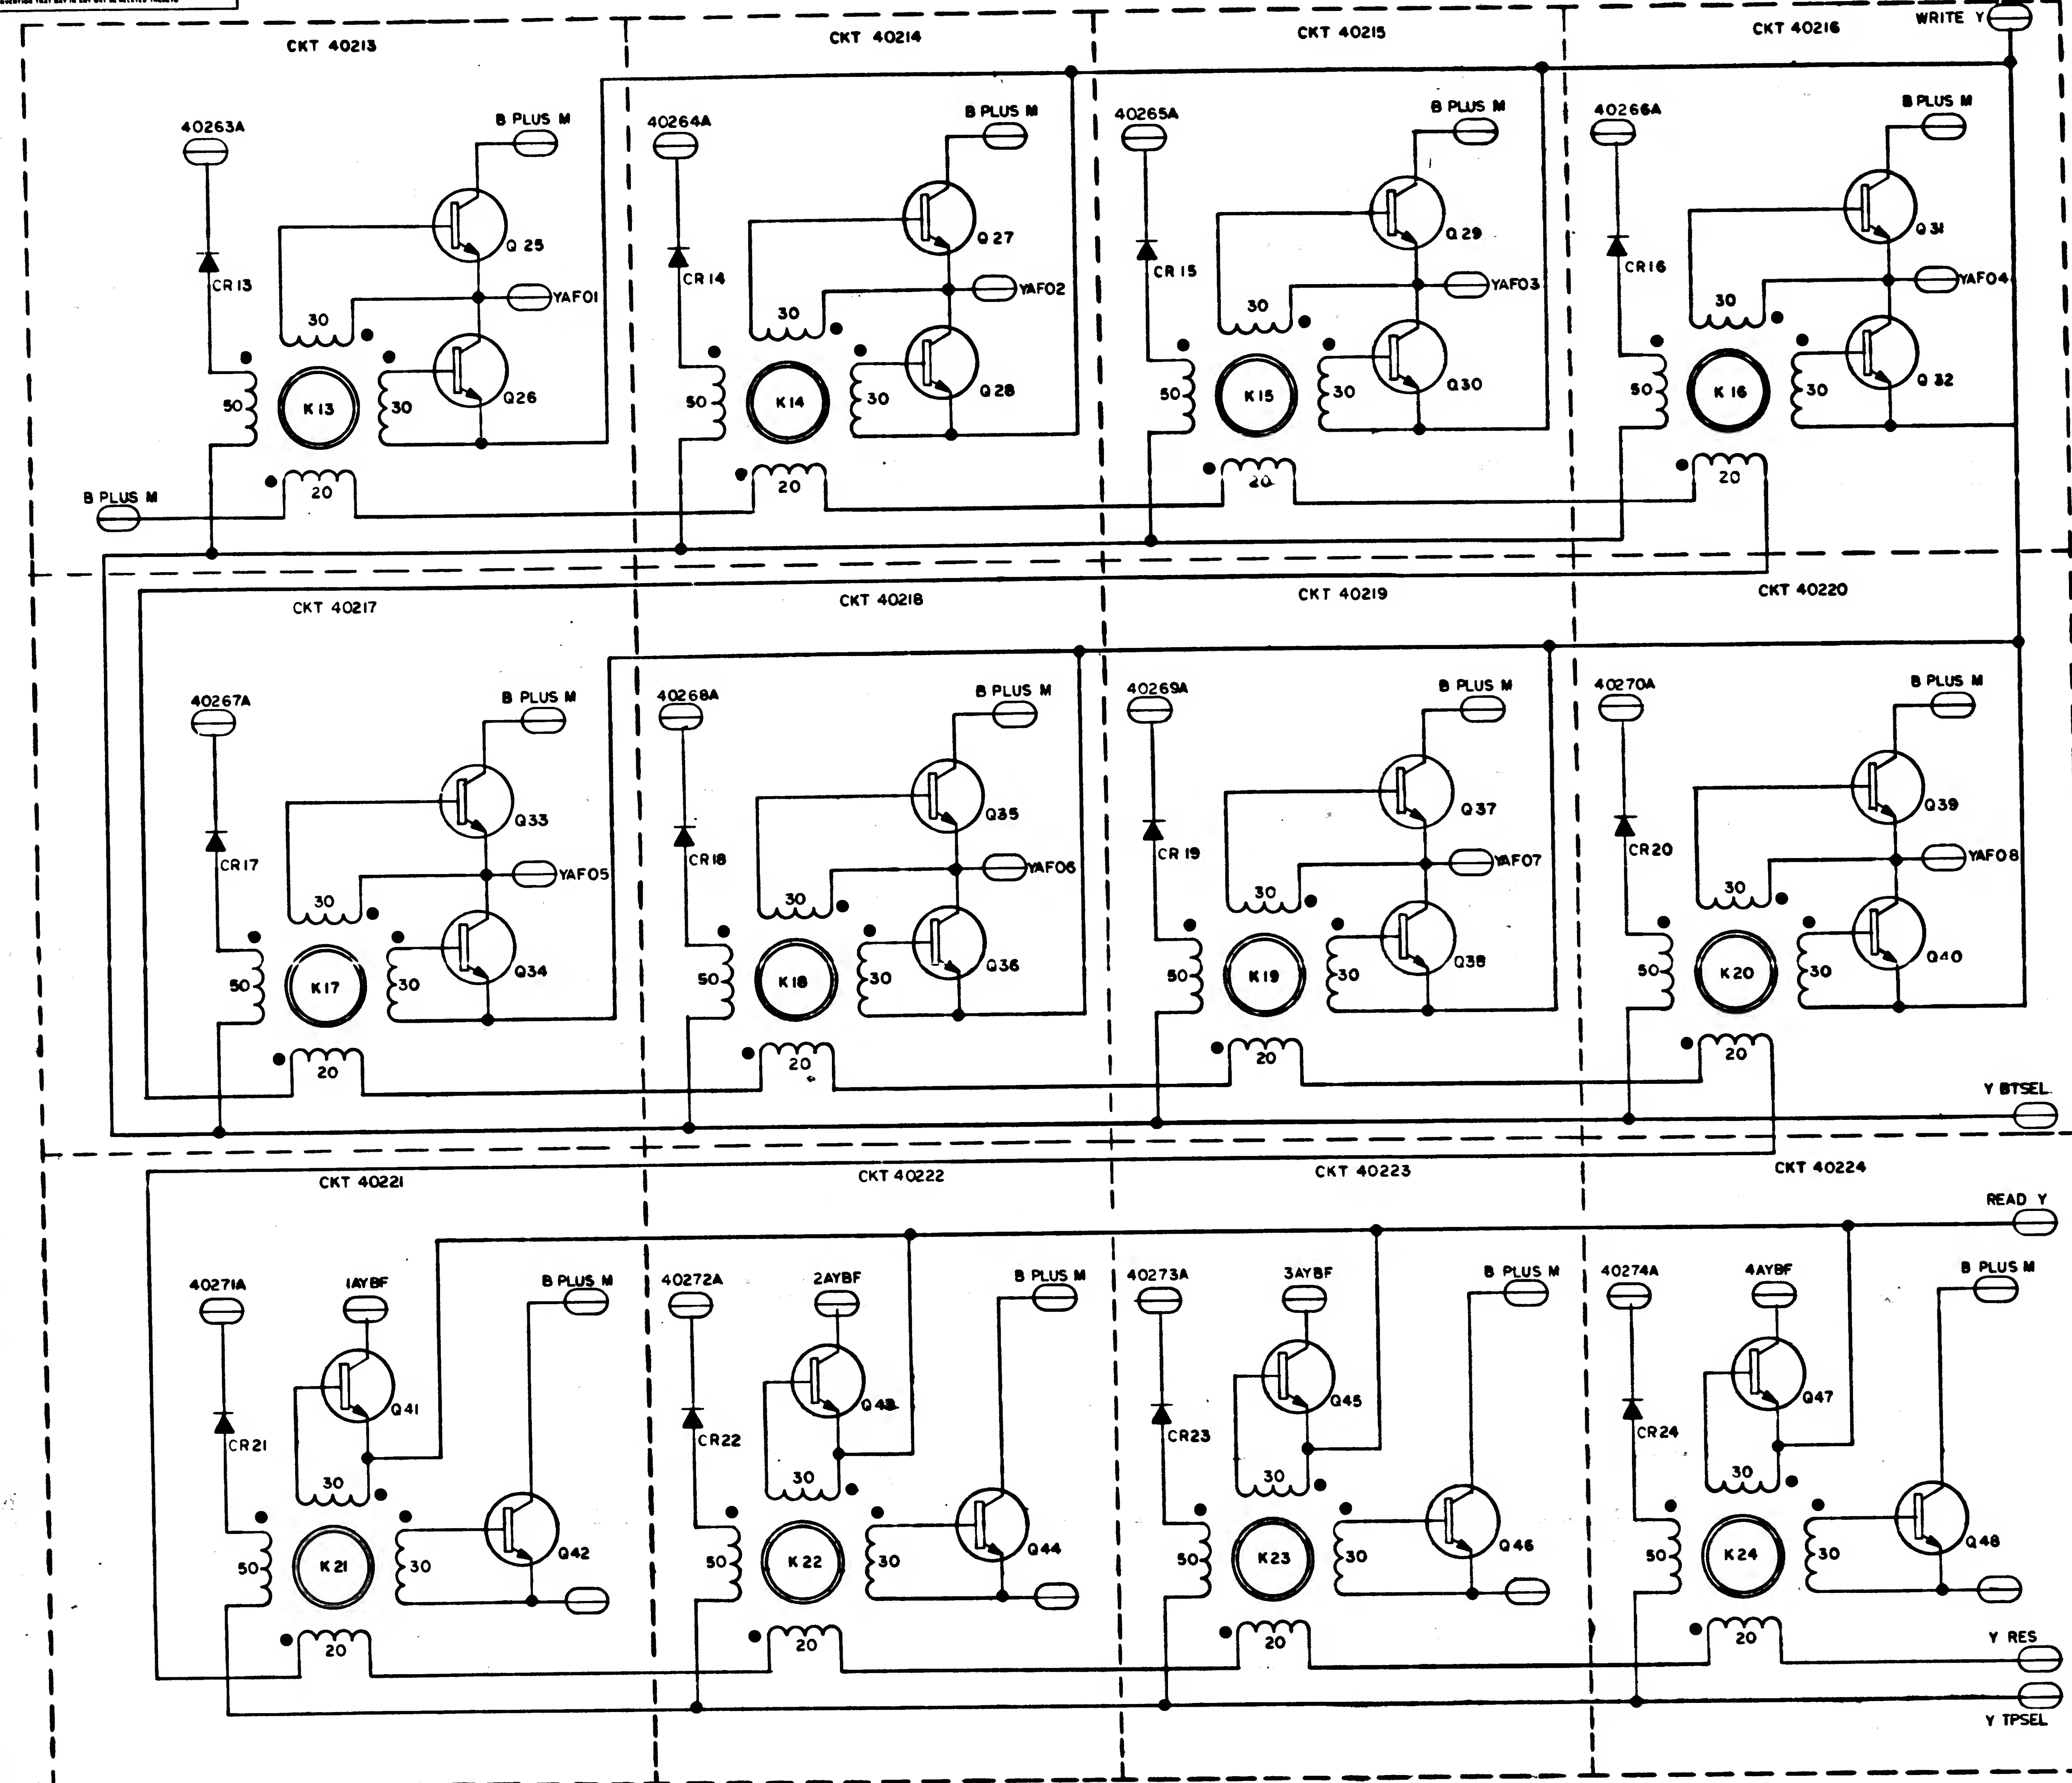 CKT 40213
CKT 40214
CKT 40215
CKT 40216
WRITE Y
40263A
B PLUS M
40264A
B PLUS M
40265A
B PLUS M
40266A
B PLUS M
Q 25
Q 27
Q 29
Q 31
CR 13
YAF01
CR 14
YAF02
CR 15
YAF03
CR16
YAF04
30
30
30
30
50
K 13
30
Q26
50
K14
30
Q28
50
K15
30
Q30
50
K 16
30
Q 32
B PLUS M
20
20
20
20
CKT 40217
CKT 40218
CKT 40219
CKT 40220
40267A
B PLUS M
40268A
B PLUS M
40269A
B PLUS M
40270A
B PLUS M
Q33
Q35
Q37
Q39
CR17
YAF05
CR18
YAF06
CR 19
YAF07
CR20
YAF08
30
30
30
30
50
K17
30
Q34
50
K18
30
Q36
50
K19
30
Q38
50
K20
30
Q40
20
20
20
20
Y BTSEL
CKT 40221
CKT 40222
CKT 40223
CKT 40224
READ Y
40271A
1AYBF
B PLUS M
40272A
2AYBF
B PLUS M
40273A
3AYBF
B PLUS M
40274A
4AYBF
B PLUS M
Q41
Q43
Q45
Q47
CR21
CR22
CR23
CR24
30
30
30
30
50
K 21
30
Q42
50
K22
30
Q44
50
K23
30
Q46
50
K24
30
Q48
20
20
20
20
Y RES
Y TPSEL